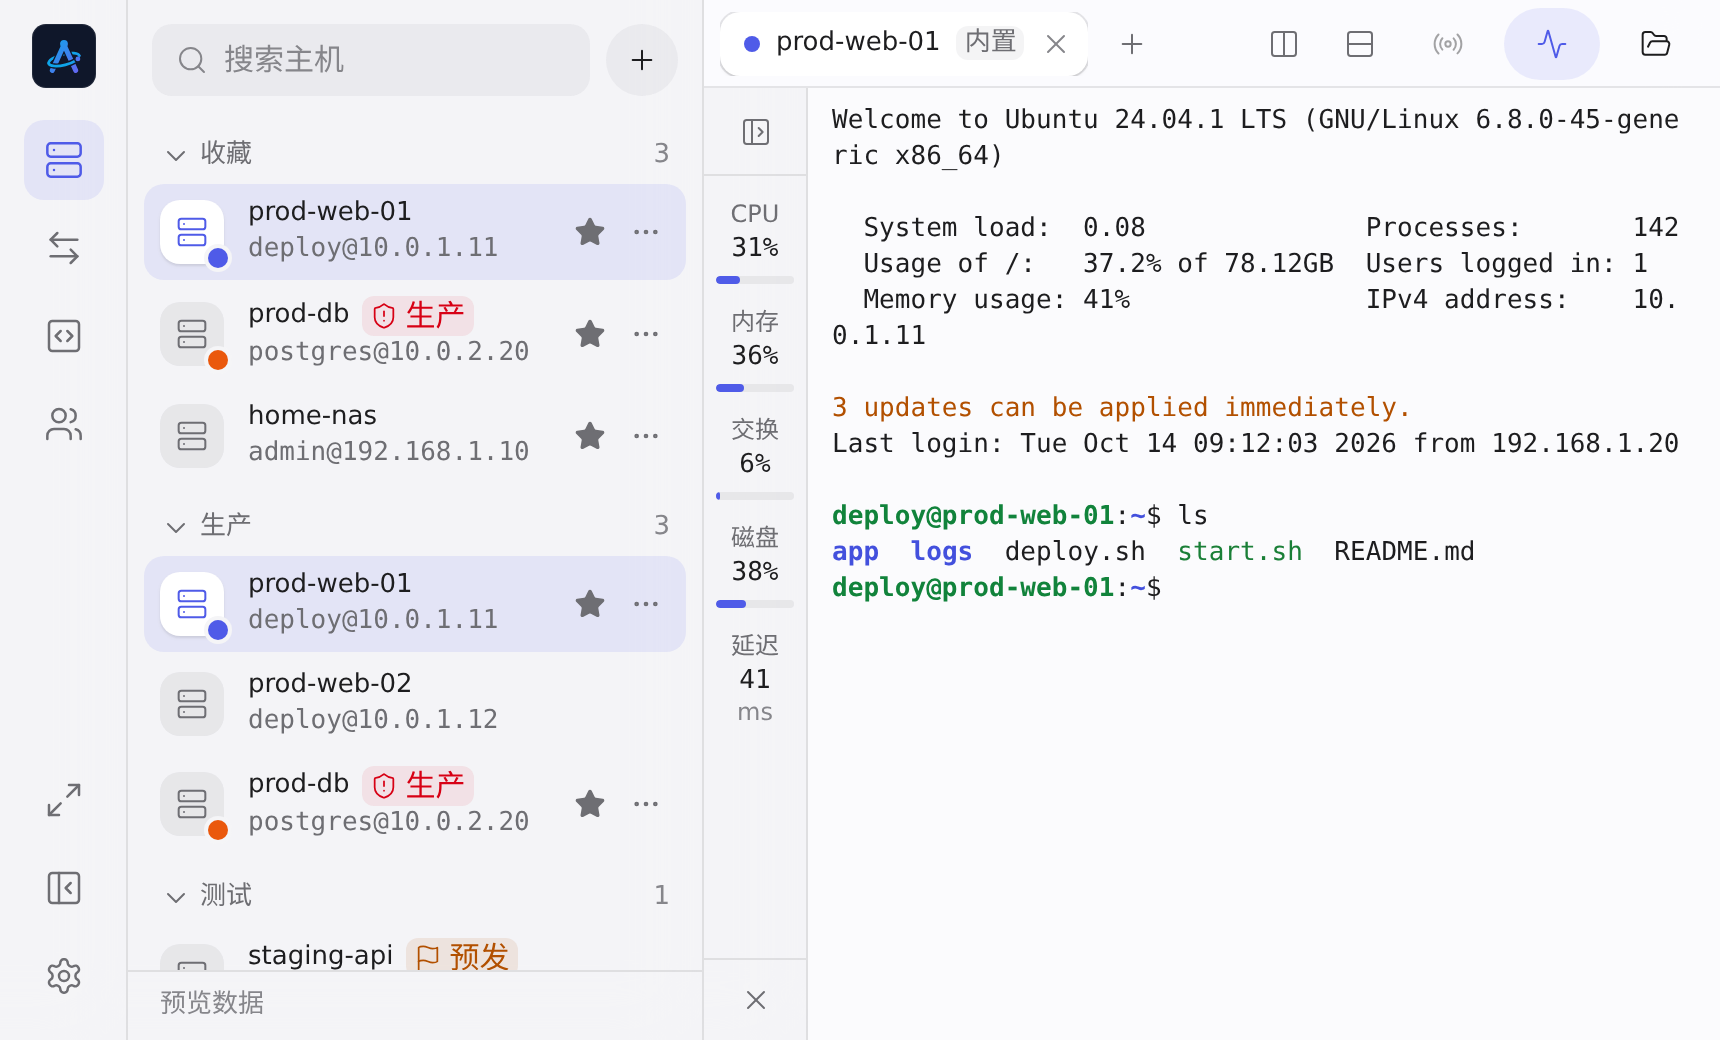 搜索主机
收藏 3
prod-web-01
deploy@10.0.1.11
prod-db 生产
postgres@10.0.2.20
home-nas
admin@192.168.1.10
生产 3
prod-web-01
deploy@10.0.1.11
prod-web-02
deploy@10.0.1.12
prod-db 生产
postgres@10.0.2.20
测试 1
staging-api 预发
预览数据
prod-web-01 内置
CPU
31%
内存
36%
交换
6%
磁盘
38%
延迟
41
ms
Welcome to Ubuntu 24.04.1 LTS (GNU/Linux 6.8.0-45-gene
ric x86_64)
System load: 0.08 Processes: 142
Usage of /: 37.2% of 78.12GB Users logged in: 1
Memory usage: 41% IPv4 address: 10.
0.1.11
3 updates can be applied immediately.
Last login: Tue Oct 14 09:12:03 2026 from 192.168.1.20
deploy@prod-web-01:~$ ls
app logs deploy.sh start.sh README.md
deploy@prod-web-01:~$